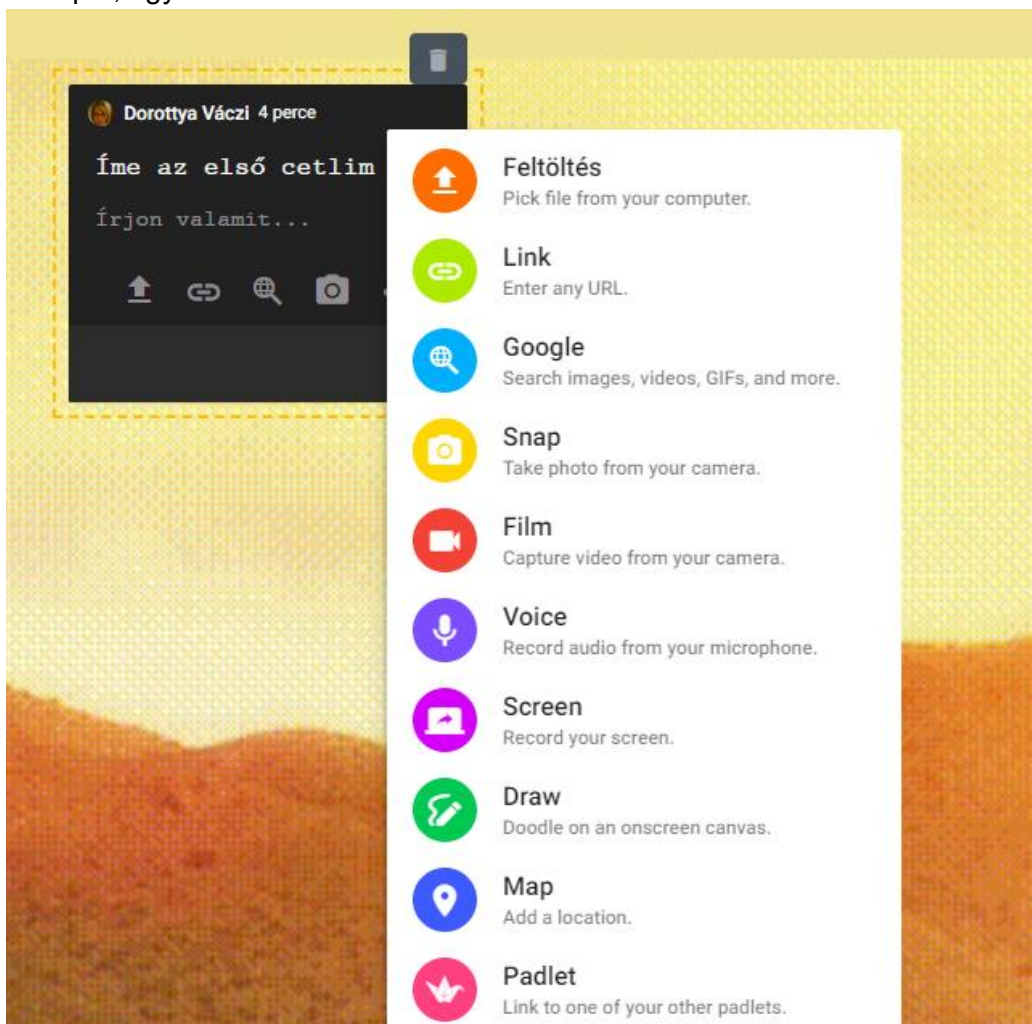 Dorottya Váczi 4 perce
Íme az első cetlim
Írjon valamit...
Feltöltés
Pick file from your computer.
Link
Enter any URL.
Google
Search images, videos, GIFs, and more.
Snap
Take photo from your camera.
Film
Capture video from your camera.
Voice
Record audio from your microphone.
Screen
Record your screen.
Draw
Doodle on an onscreen canvas.
Map
Add a location.
Padlet
Link to one of your other padlets.